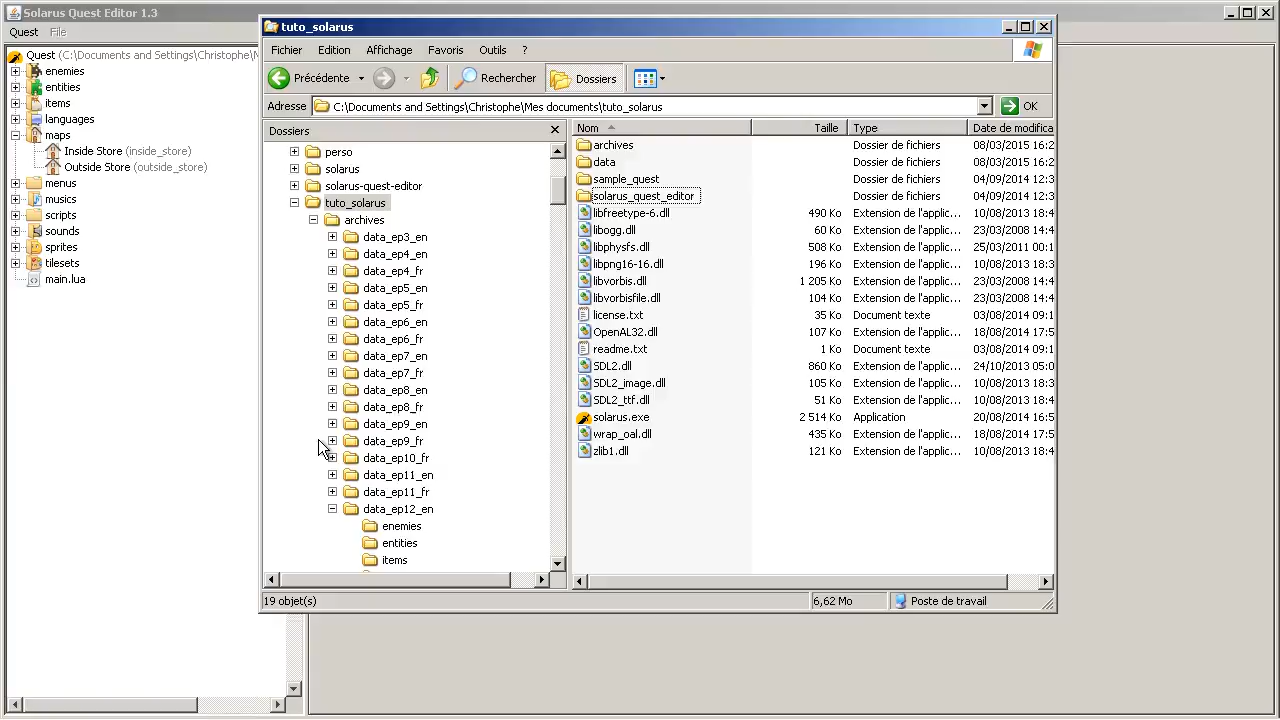 Solarus Quest Editor 1.3
Quest File
Quest (C:\Documents and Settings\Christophe\Mes
enemies
entities
items
languages
maps
Inside Store (inside_store)
Outside Store (outside_store)
menus
musics
scripts
sounds
sprites
tilesets
main.lua
tuto_solarus
Fichier Edition Affichage Favoris Outils ?
Précédente Rechercher Dossiers
Adresse C:\Documents and Settings\Christophe\Mes documents\tuto_solarus OK
Dossiers
perso
solarus
solarus-quest-editor
tuto_solarus
archives
data_ep3_en
data_ep4_en
data_ep4_fr
data_ep5_en
data_ep5_fr
data_ep6_en
data_ep6_fr
data_ep7_en
data_ep7_fr
data_ep8_en
data_ep8_fr
data_ep9_en
data_ep9_fr
data_ep10_fr
data_ep11_en
data_ep11_fr
data_ep12_en
enemies
entities
items
Nom Taille Type Date de modifica
archives Dossier de fichiers 08/03/2015 16:2
data Dossier de fichiers 08/03/2015 16:2
sample_quest Dossier de fichiers 04/09/2014 12:3
solarus_quest_editor Dossier de fichiers 04/09/2014 12:3
libfreetype-6.dll 490 Ko Extension de l'applic... 10/08/2013 18:4
libogg.dll 60 Ko Extension de l'applic... 23/03/2008 14:4
libphysfs.dll 508 Ko Extension de l'applic... 25/03/2011 00:1
libpng16-16.dll 196 Ko Extension de l'applic... 10/08/2013 18:3
libvorbis.dll 1 205 Ko Extension de l'applic... 23/03/2008 14:4
libvorbisfile.dll 104 Ko Extension de l'applic... 23/03/2008 14:4
license.txt 35 Ko Document texte 03/08/2014 09:1
OpenAL32.dll 107 Ko Extension de l'applic... 18/08/2014 17:5
readme.txt 1 Ko Document texte 03/08/2014 09:1
SDL2.dll 860 Ko Extension de l'applic... 24/10/2013 05:0
SDL2_image.dll 105 Ko Extension de l'applic... 10/08/2013 18:3
SDL2_ttf.dll 51 Ko Extension de l'applic... 10/08/2013 18:4
solarus.exe 2 514 Ko Application 20/08/2014 16:5
wrap_oal.dll 435 Ko Extension de l'applic... 18/08/2014 17:5
zlib1.dll 121 Ko Extension de l'applic... 10/08/2013 18:4
19 objet(s) 6,62 Mo Poste de travail